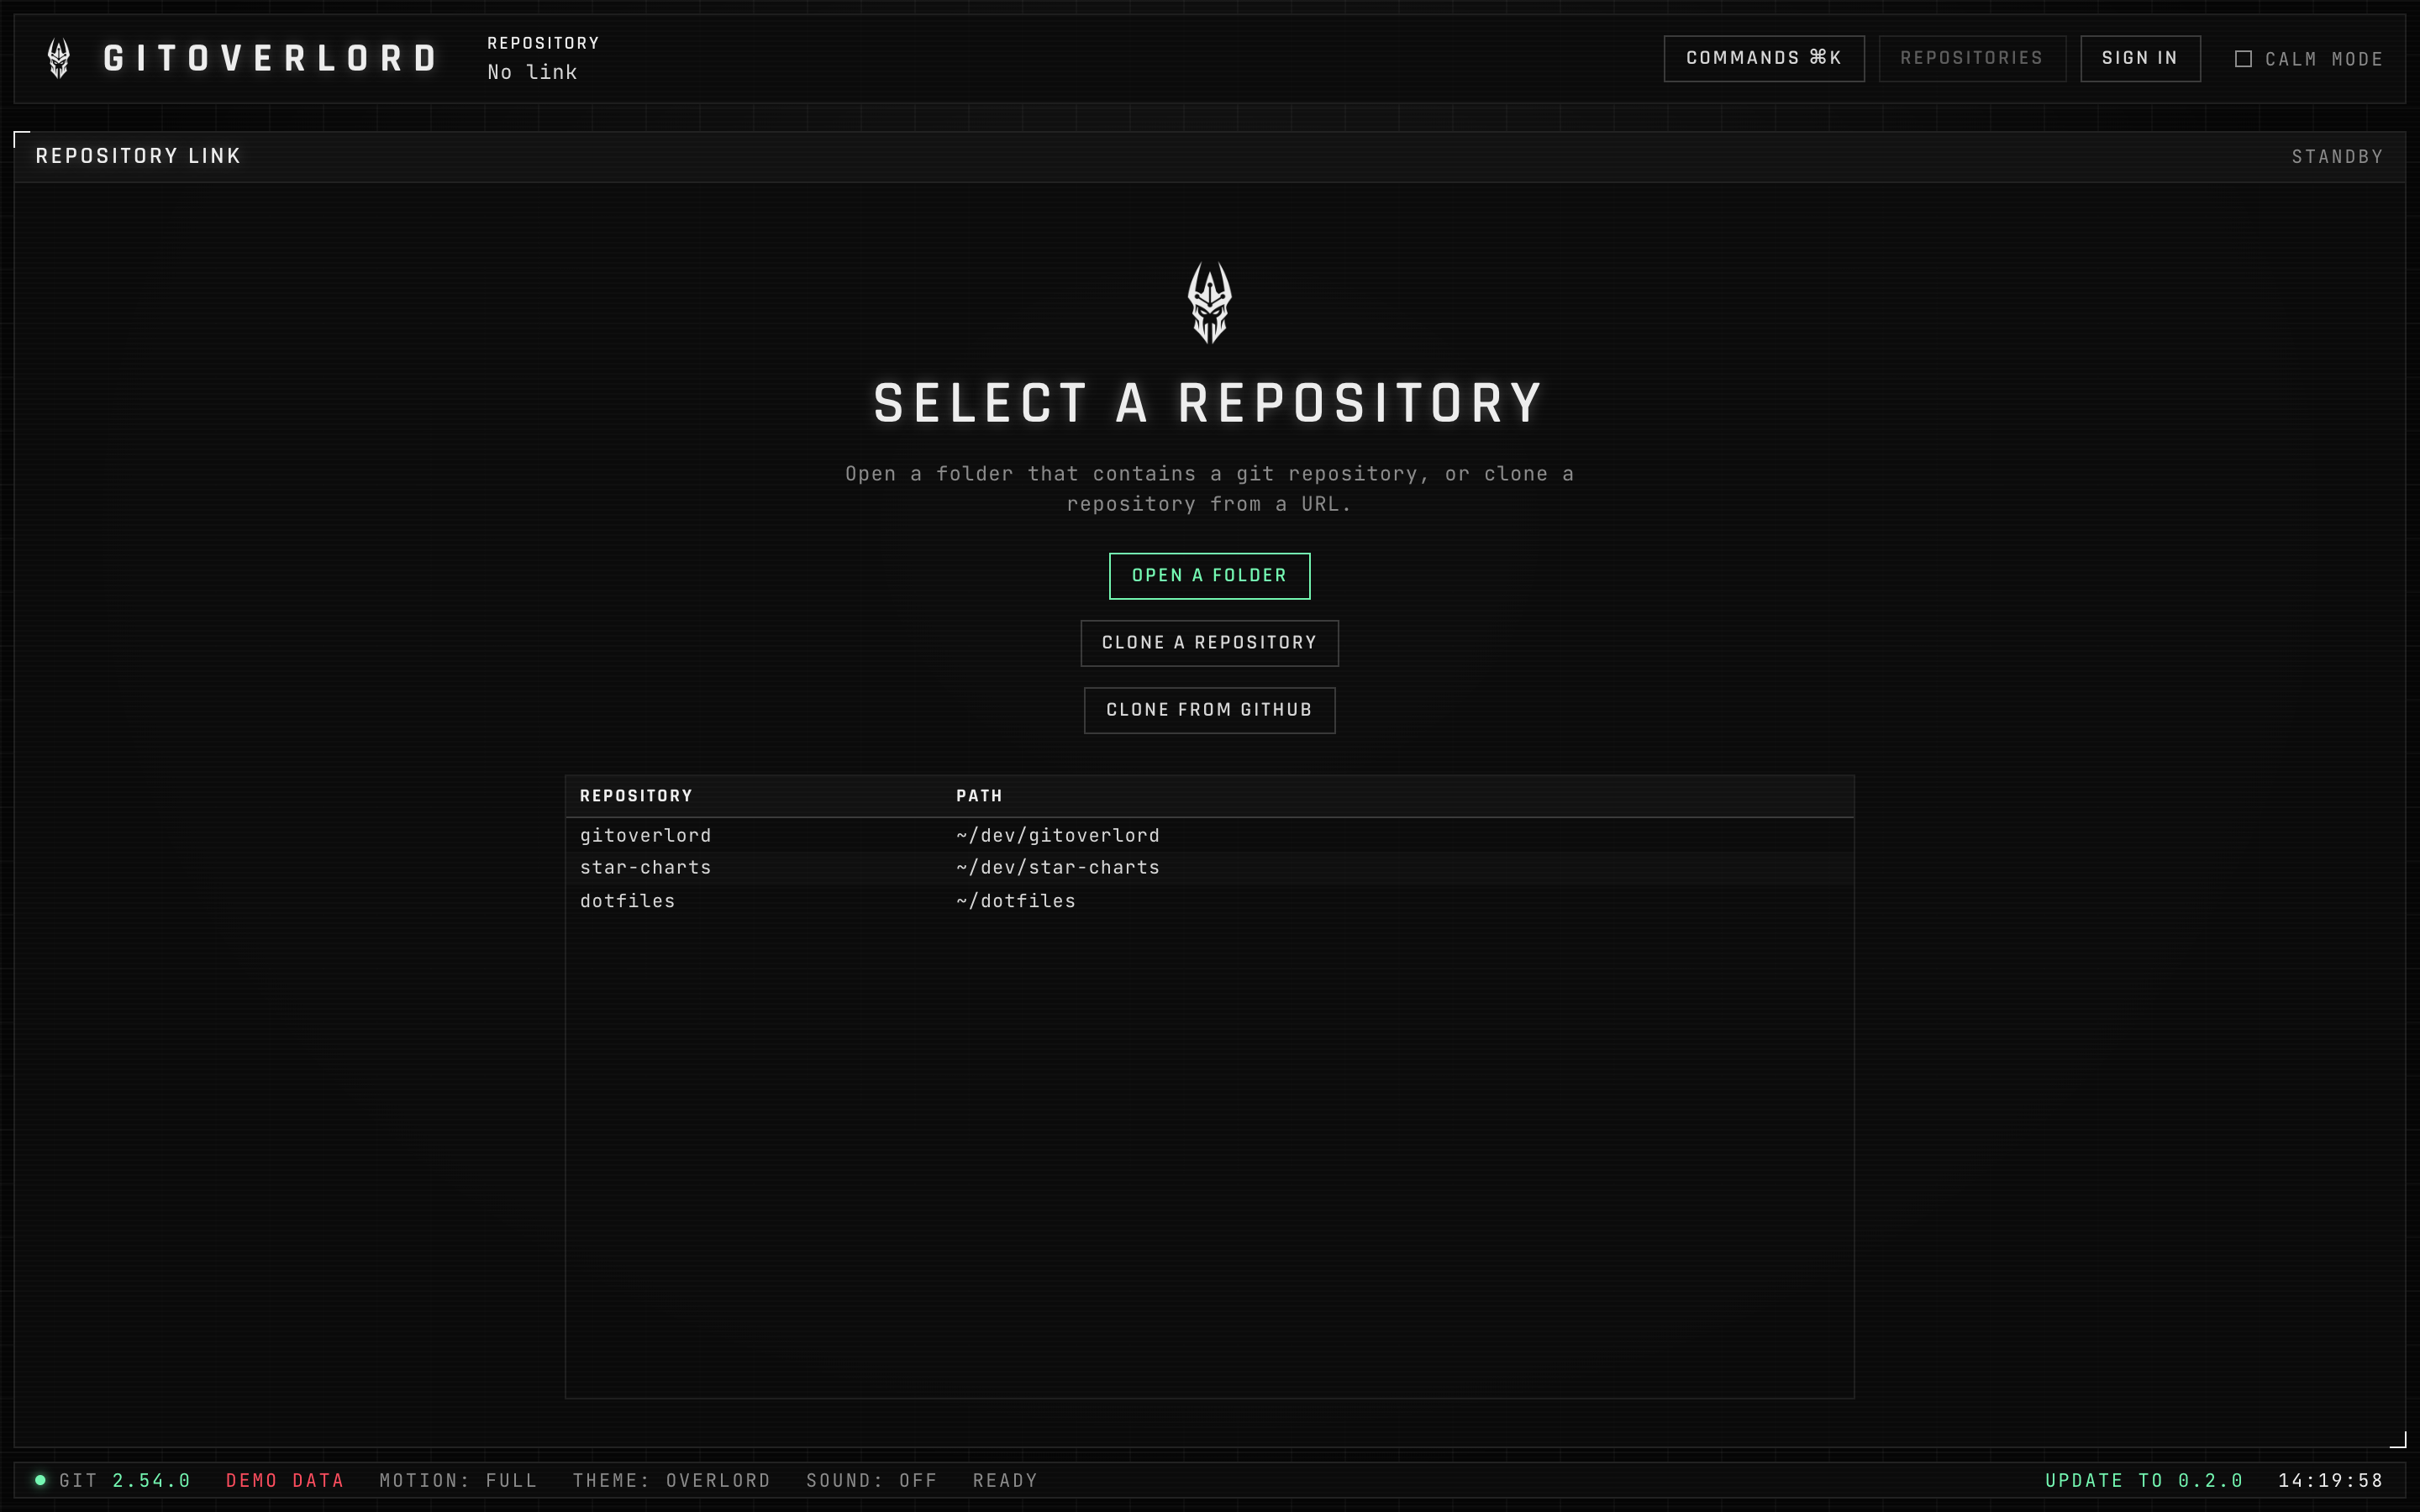 GITOVERLORD
REPOSITORY
No link
COMMANDS ⌘K
REPOSITORIES
SIGN IN
CALM MODE
REPOSITORY LINK
STANDBY
SELECT A REPOSITORY
Open a folder that contains a git repository, or clone a
repository from a URL.
OPEN A FOLDER
CLONE A REPOSITORY
CLONE FROM GITHUB
REPOSITORY PATH
gitoverlord ~/dev/gitoverlord
star-charts ~/dev/star-charts
dotfiles ~/dotfiles
GIT 2.54.0 DEMO DATA MOTION: FULL THEME: OVERLORD SOUND: OFF READY UPDATE TO 0.2.0 14:19:58